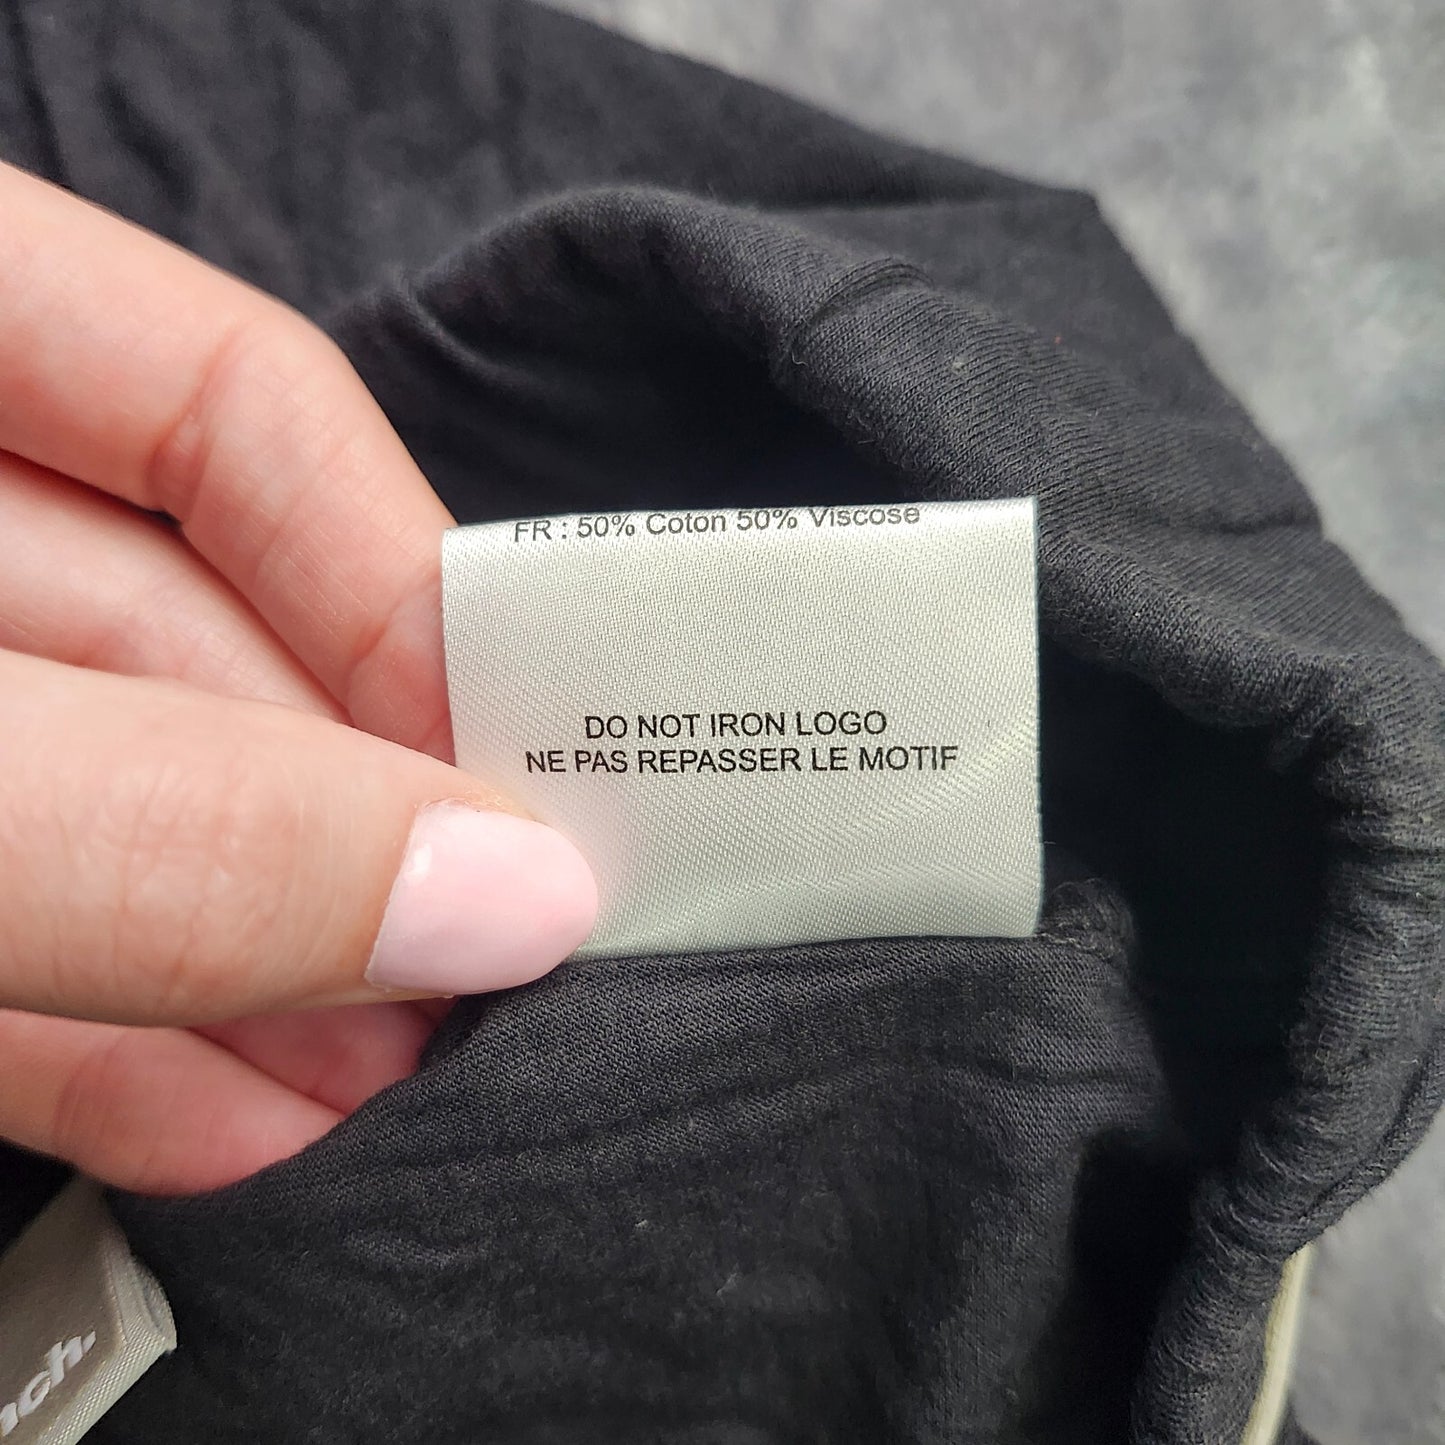 FR : 50% Coton 50% Viscose
DO NOT IRON LOGO
NE PAS REPASSER LE MOTIF